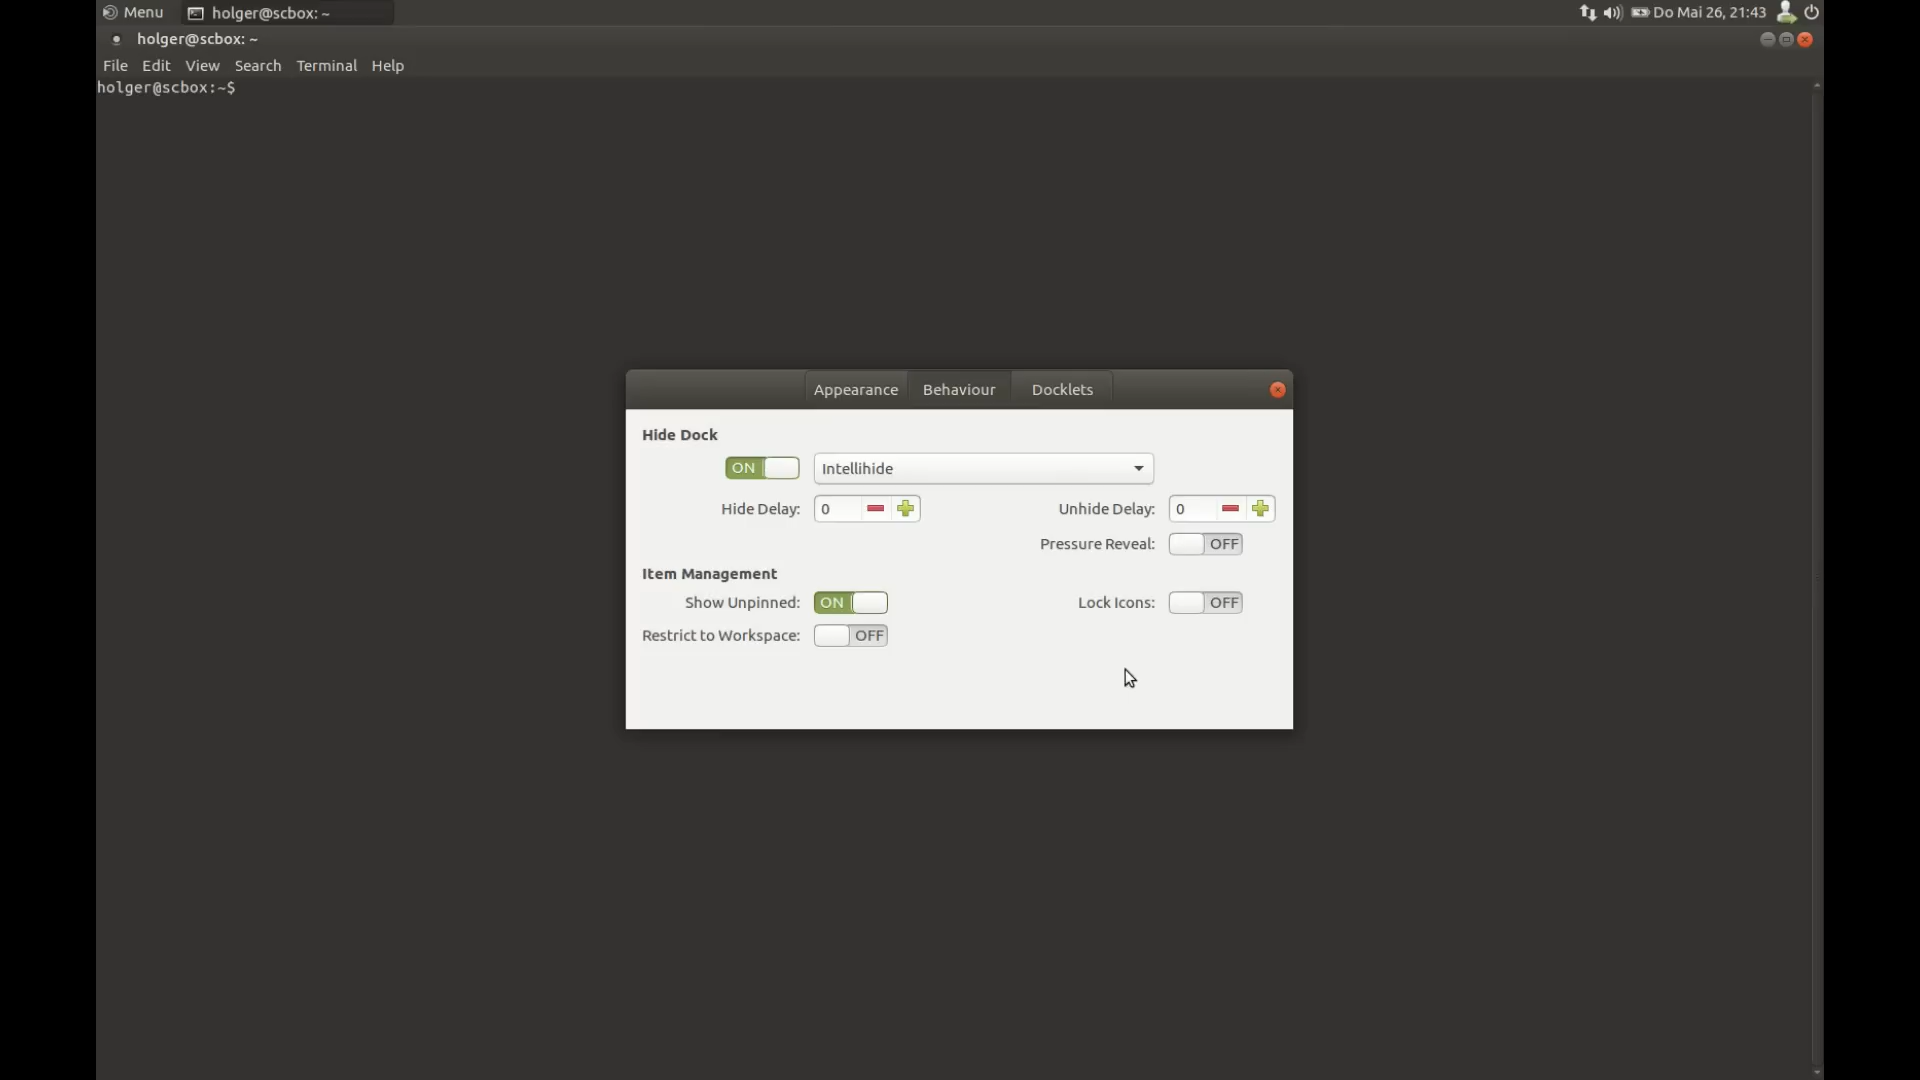 Menu holger@scbox: ~ Do Mai 26, 21:43
holger@scbox: ~
File Edit View Search Terminal Help
holger@scbox:~$
Appearance Behaviour Docklets
Hide Dock
ON Intellihide
Hide Delay: 0 Unhide Delay: 0
Pressure Reveal: OFF
Item Management
Show Unpinned: ON Lock Icons: OFF
Restrict to Workspace: OFF